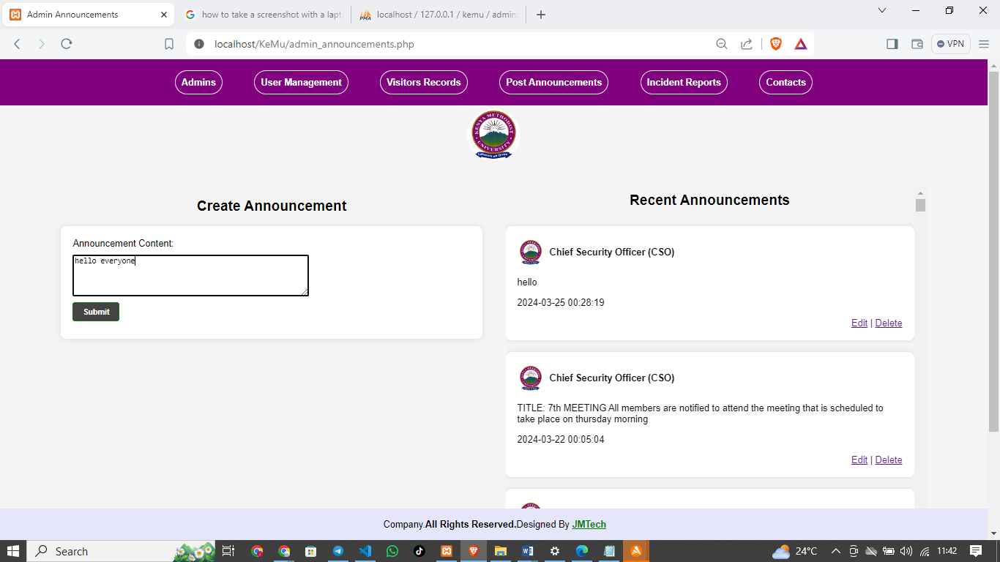 Admin Announcements
how to take a screenshot with a lapt
localhost / 127.0.0.1 / kemu / admins
localhost/KeMu/admin_announcements.php
VPN
Admins
User Management
Visitors Records
Post Announcements
Incident Reports
Contacts
KENYA METHODIST UNIVERSITY
Create Announcement
Announcement Content:
hello everyone
Submit
Recent Announcements
Chief Security Officer (CSO)
hello
2024-03-25 00:28:19
Edit | Delete
Chief Security Officer (CSO)
TITLE: 7th MEETING All members are notified to attend the meeting that is scheduled to
take place on thursday morning
2024-03-22 00:05:04
Edit | Delete
Company.All Rights Reserved.Designed By JMTech
Search
24°C
11:42